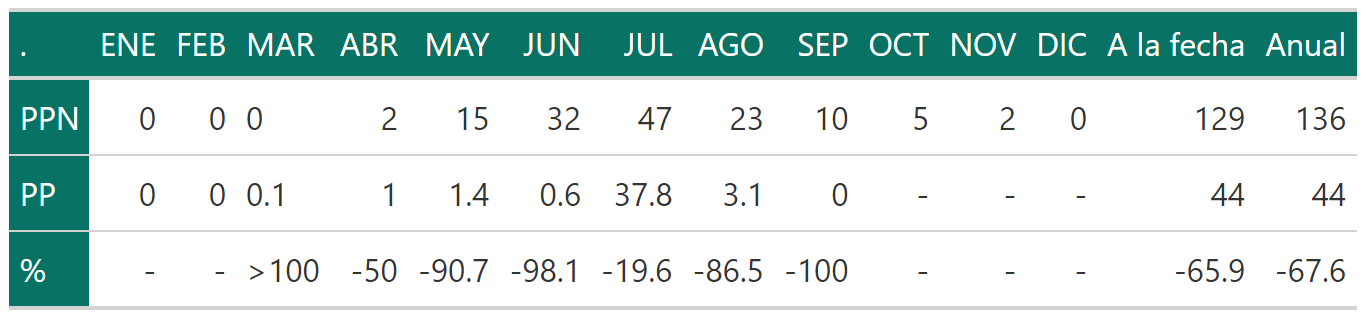 . ENE FEB MAR ABR MAY JUN JUL AGO SEP OCT NOV DIC A la fecha Anual
PPN 0 0 0 2 15 32 47 23 10 5 2 0 129 136
PP 0 0 0.1 1 1.4 0.6 37.8 3.1 0 - - - 44 44
% - - >100 -50 -90.7 -98.1 -19.6 -86.5 -100 - - - -65.9 -67.6